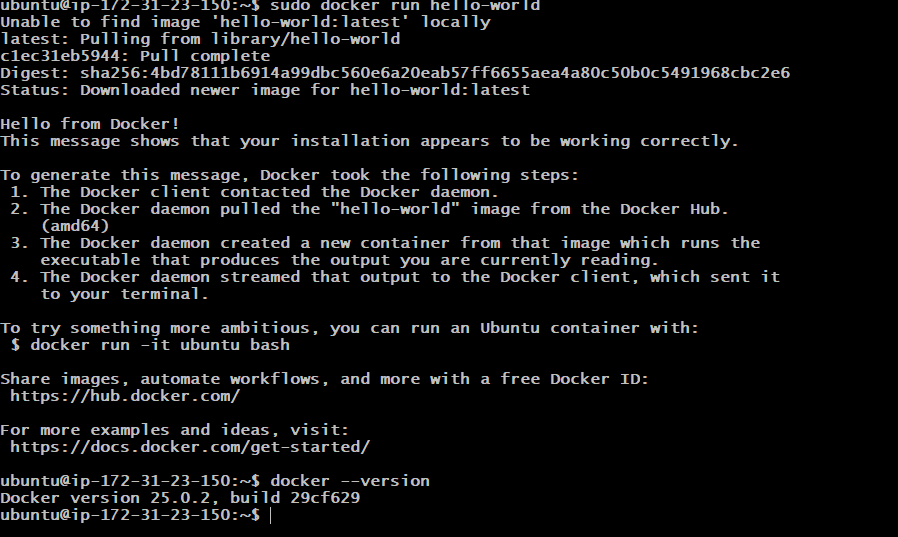 ubuntu@ip-172-31-23-150:~$ sudo docker run hello-world
Unable to find image 'hello-world:latest' locally
latest: Pulling from library/hello-world
c1ec31eb5944: Pull complete
Digest: sha256:4bd78111b6914a99dbc560e6a20eab57ff6655aea4a80c50b0c5491968cbc2e6
Status: Downloaded newer image for hello-world:latest

Hello from Docker!
This message shows that your installation appears to be working correctly.

To generate this message, Docker took the following steps:
 1. The Docker client contacted the Docker daemon.
 2. The Docker daemon pulled the "hello-world" image from the Docker Hub.
    (amd64)
 3. The Docker daemon created a new container from that image which runs the
    executable that produces the output you are currently reading.
 4. The Docker daemon streamed that output to the Docker client, which sent it
    to your terminal.

To try something more ambitious, you can run an Ubuntu container with:
 $ docker run -it ubuntu bash

Share images, automate workflows, and more with a free Docker ID:
 https://hub.docker.com/

For more examples and ideas, visit:
 https://docs.docker.com/get-started/

ubuntu@ip-172-31-23-150:~$ docker --version
Docker version 25.0.2, build 29cf629
ubuntu@ip-172-31-23-150:~$